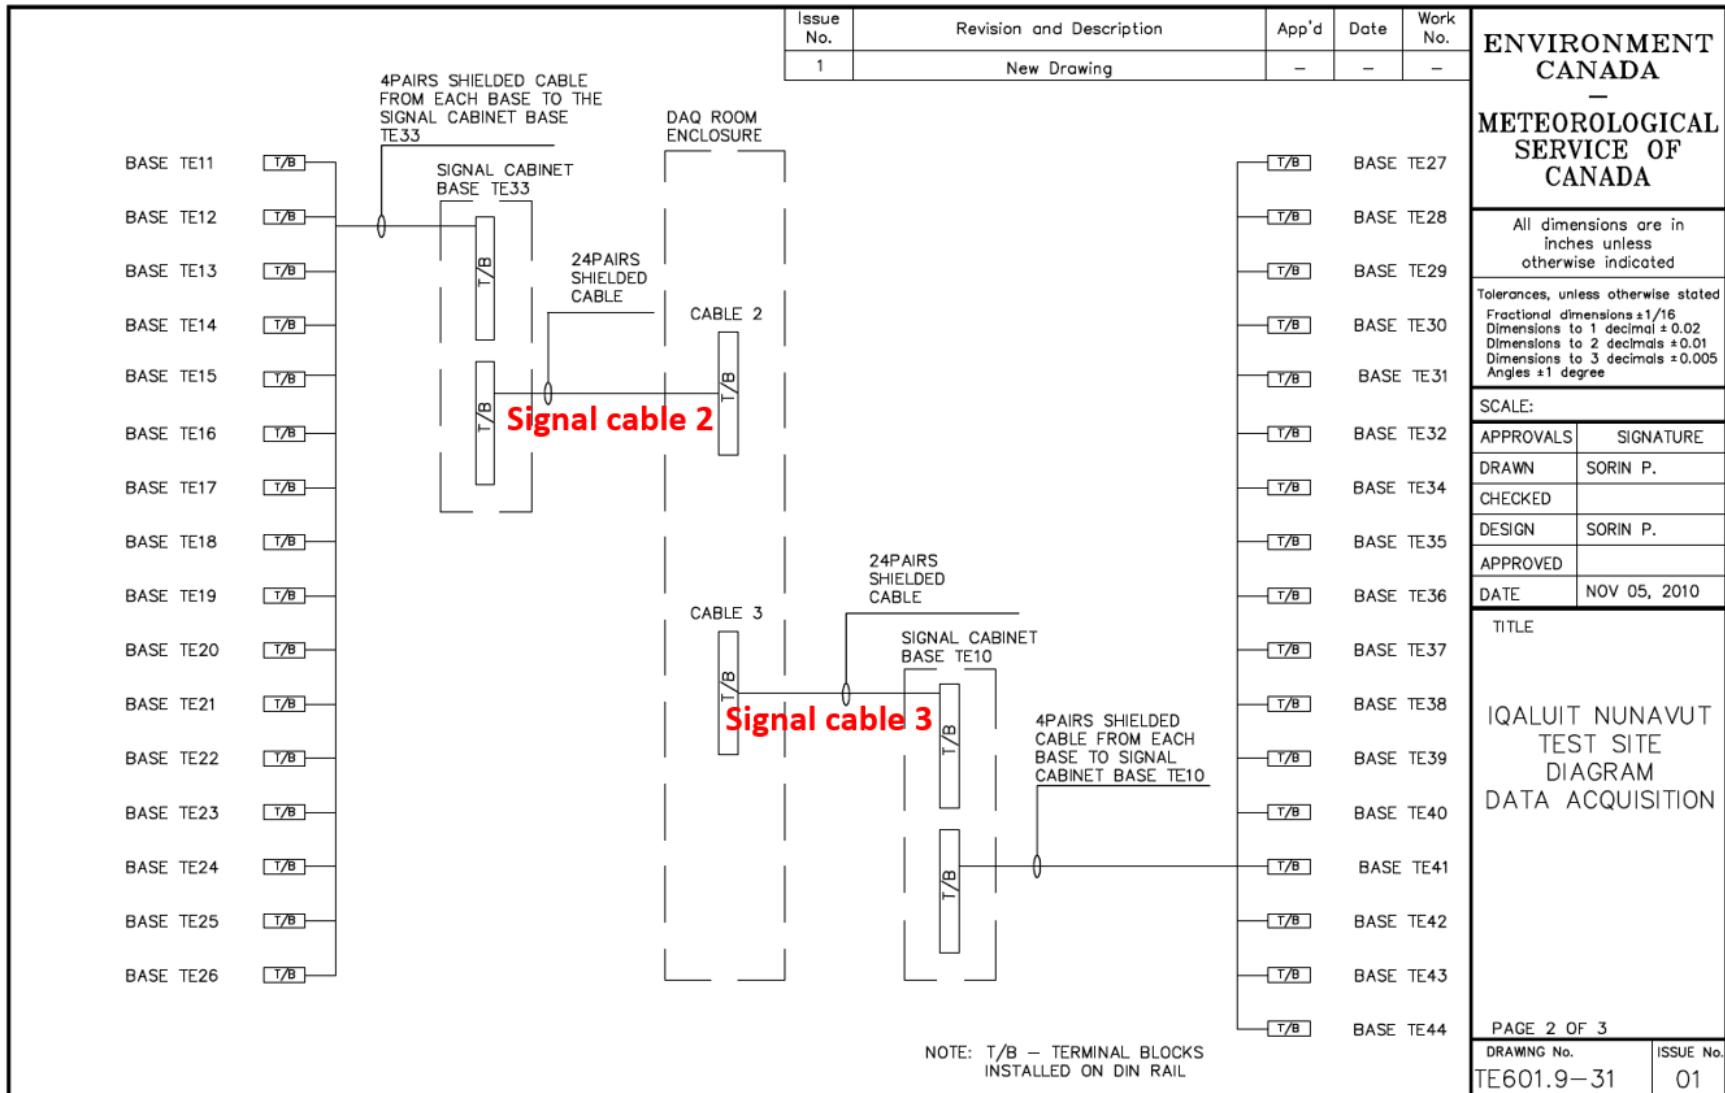 Issue No.
Revision and Description
App'd
Date
Work No.
1
New Drawing
–
–
–
ENVIRONMENT
CANADA
–
METEOROLOGICAL
SERVICE OF
CANADA
All dimensions are in
inches unless
otherwise indicated
Tolerances, unless otherwise stated
Fractional dimensions ±1/16
Dimensions to 1 decimal ±0.02
Dimensions to 2 decimals ±0.01
Dimensions to 3 decimals ±0.005
Angles ±1 degree
SCALE:
APPROVALS SIGNATURE
DRAWN SORIN P.
CHECKED
DESIGN SORIN P.
APPROVED
DATE NOV 05, 2010
TITLE
IQALUIT NUNAVUT
TEST SITE
DIAGRAM
DATA ACQUISITION
PAGE 2 OF 3
DRAWING No.
TE601.9–31
ISSUE No.
01
4PAIRS SHIELDED CABLE
FROM EACH BASE TO THE
SIGNAL CABINET BASE
TE33
BASE TE11 T/B
BASE TE12 T/B
BASE TE13 T/B
BASE TE14 T/B
BASE TE15 T/B
BASE TE16 T/B
BASE TE17 T/B
BASE TE18 T/B
BASE TE19 T/B
BASE TE20 T/B
BASE TE21 T/B
BASE TE22 T/B
BASE TE23 T/B
BASE TE24 T/B
BASE TE25 T/B
BASE TE26 T/B
SIGNAL CABINET
BASE TE33
T/B
T/B
24PAIRS
SHIELDED
CABLE
Signal cable 2
DAQ ROOM
ENCLOSURE
CABLE 2
T/B
CABLE 3
T/B
Signal cable 3
24PAIRS
SHIELDED
CABLE
SIGNAL CABINET
BASE TE10
T/B
T/B
4PAIRS SHIELDED
CABLE FROM EACH
BASE TO SIGNAL
CABINET BASE TE10
T/B BASE TE27
T/B BASE TE28
T/B BASE TE29
T/B BASE TE30
T/B BASE TE31
T/B BASE TE32
T/B BASE TE34
T/B BASE TE35
T/B BASE TE36
T/B BASE TE37
T/B BASE TE38
T/B BASE TE39
T/B BASE TE40
T/B BASE TE41
T/B BASE TE42
T/B BASE TE43
T/B BASE TE44
NOTE: T/B – TERMINAL BLOCKS
INSTALLED ON DIN RAIL